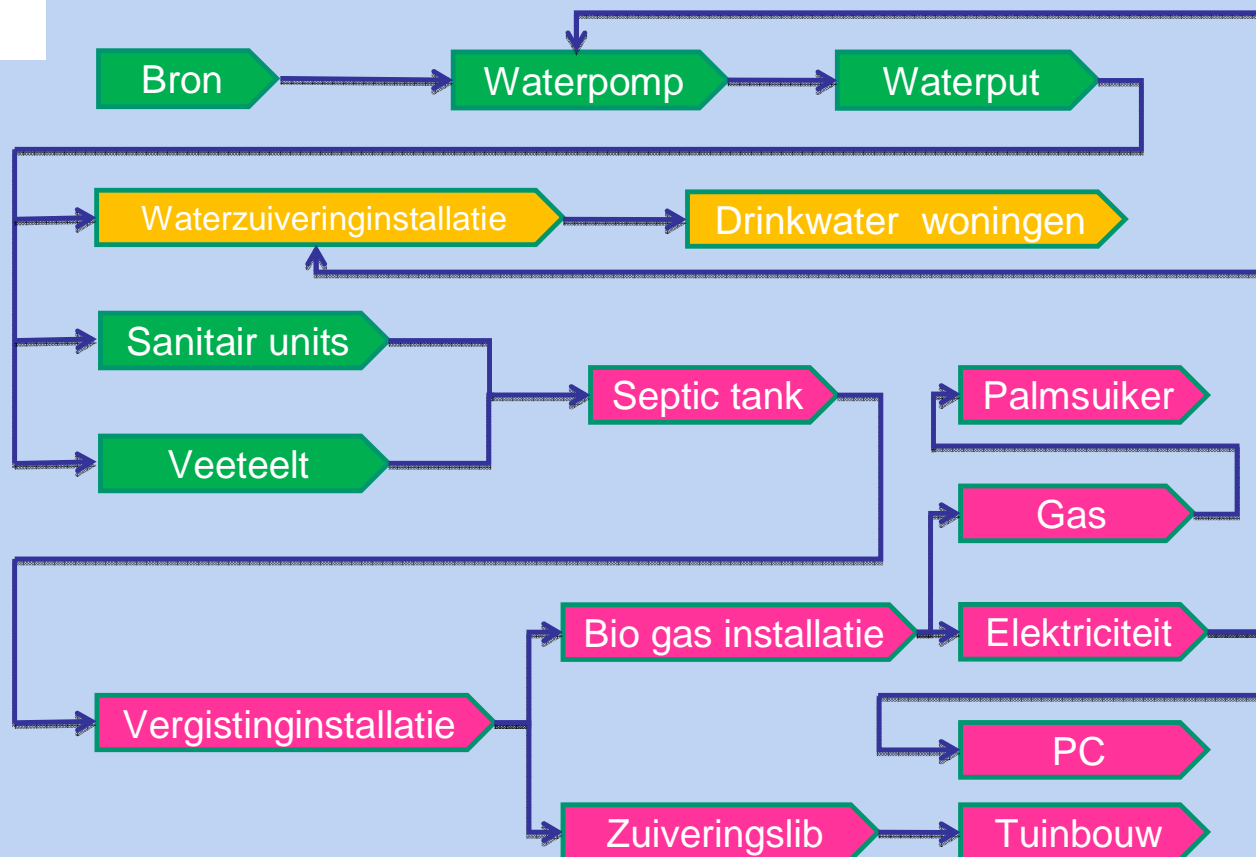 Bron
Waterpomp
Waterput
Waterzuiveringinstallatie
Drinkwater woningen
Sanitair units
Septic tank
Palmsuiker
Veeteelt
Gas
Bio gas installatie
Elektriciteit
Vergistinginstallatie
PC
Zuiveringslib
Tuinbouw